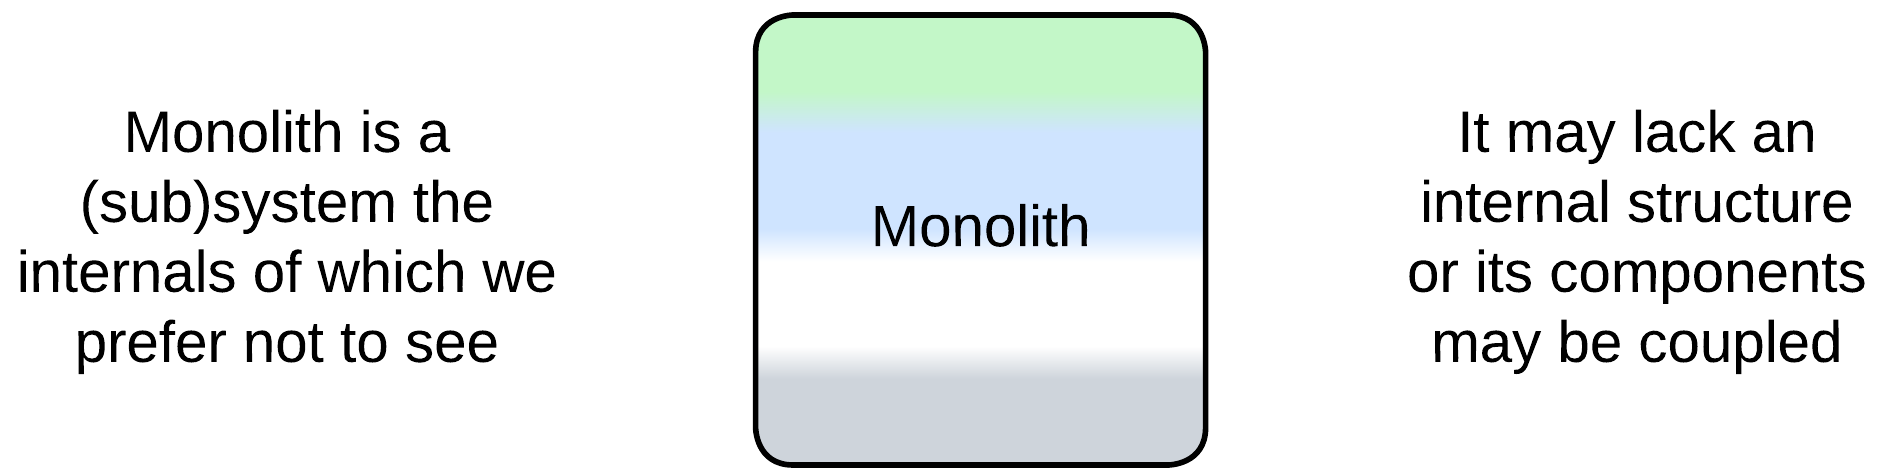 Monolith is a
(sub)system the
internals of which we
prefer not to see
Monolith
It may lack an
internal structure
or its components
may be coupled